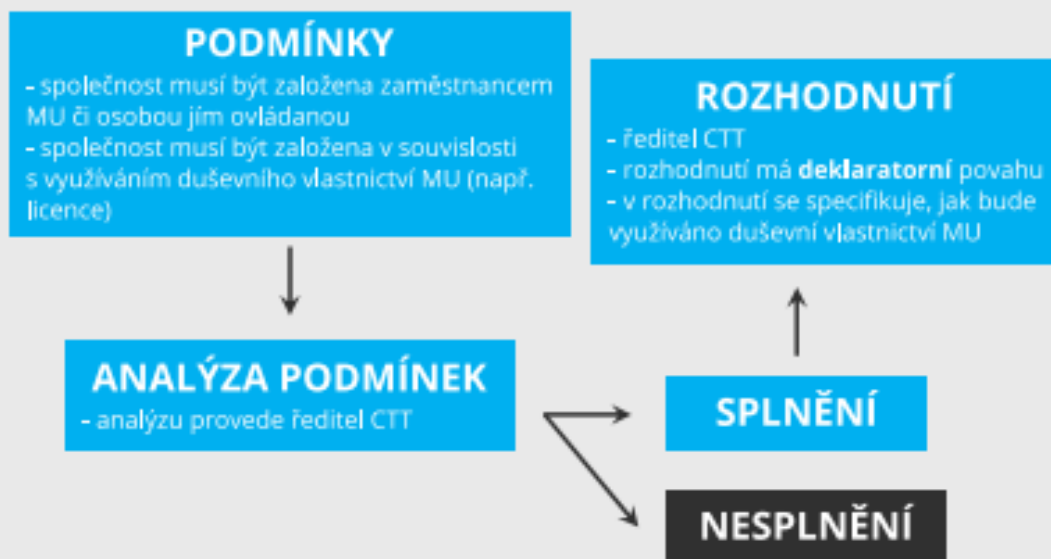 PODMÍNKY
- společnost musí být založena zaměstnancem
MU či osobou jím ovládanou
- společnost musí být založena v souvislosti
s využíváním duševního vlastnictví MU (např.
licence)
ANALÝZA PODMÍNEK
- analýzu provede ředitel CTT
SPLNĚNÍ
NESPLNĚNÍ
ROZHODNUTÍ
- ředitel CTT
- rozhodnutí má deklaratorní povahu
- v rozhodnutí se specifikuje, jak bude
využíváno duševní vlastnictví MU